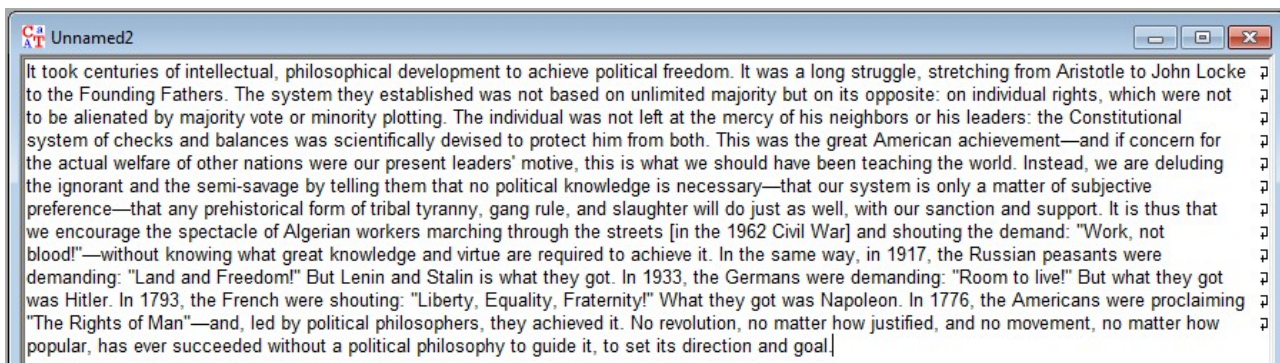 CAT Unnamed2
It took centuries of intellectual, philosophical development to achieve political freedom. It was a long struggle, stretching from Aristotle to John Locke
to the Founding Fathers. The system they established was not based on unlimited majority but on its opposite: on individual rights, which were not
to be alienated by majority vote or minority plotting. The individual was not left at the mercy of his neighbors or his leaders: the Constitutional
system of checks and balances was scientifically devised to protect him from both. This was the great American achievement—and if concern for
the actual welfare of other nations were our present leaders' motive, this is what we should have been teaching the world. Instead, we are deluding
the ignorant and the semi-savage by telling them that no political knowledge is necessary—that our system is only a matter of subjective
preference—that any prehistorical form of tribal tyranny, gang rule, and slaughter will do just as well, with our sanction and support. It is thus that
we encourage the spectacle of Algerian workers marching through the streets [in the 1962 Civil War] and shouting the demand: "Work, not
blood!"—without knowing what great knowledge and virtue are required to achieve it. In the same way, in 1917, the Russian peasants were
demanding: "Land and Freedom!" But Lenin and Stalin is what they got. In 1933, the Germans were demanding: "Room to live!" But what they got
was Hitler. In 1793, the French were shouting: "Liberty, Equality, Fraternity!" What they got was Napoleon. In 1776, the Americans were proclaiming
"The Rights of Man"—and, led by political philosophers, they achieved it. No revolution, no matter how justified, and no movement, no matter how
popular, has ever succeeded without a political philosophy to guide it, to set its direction and goal.